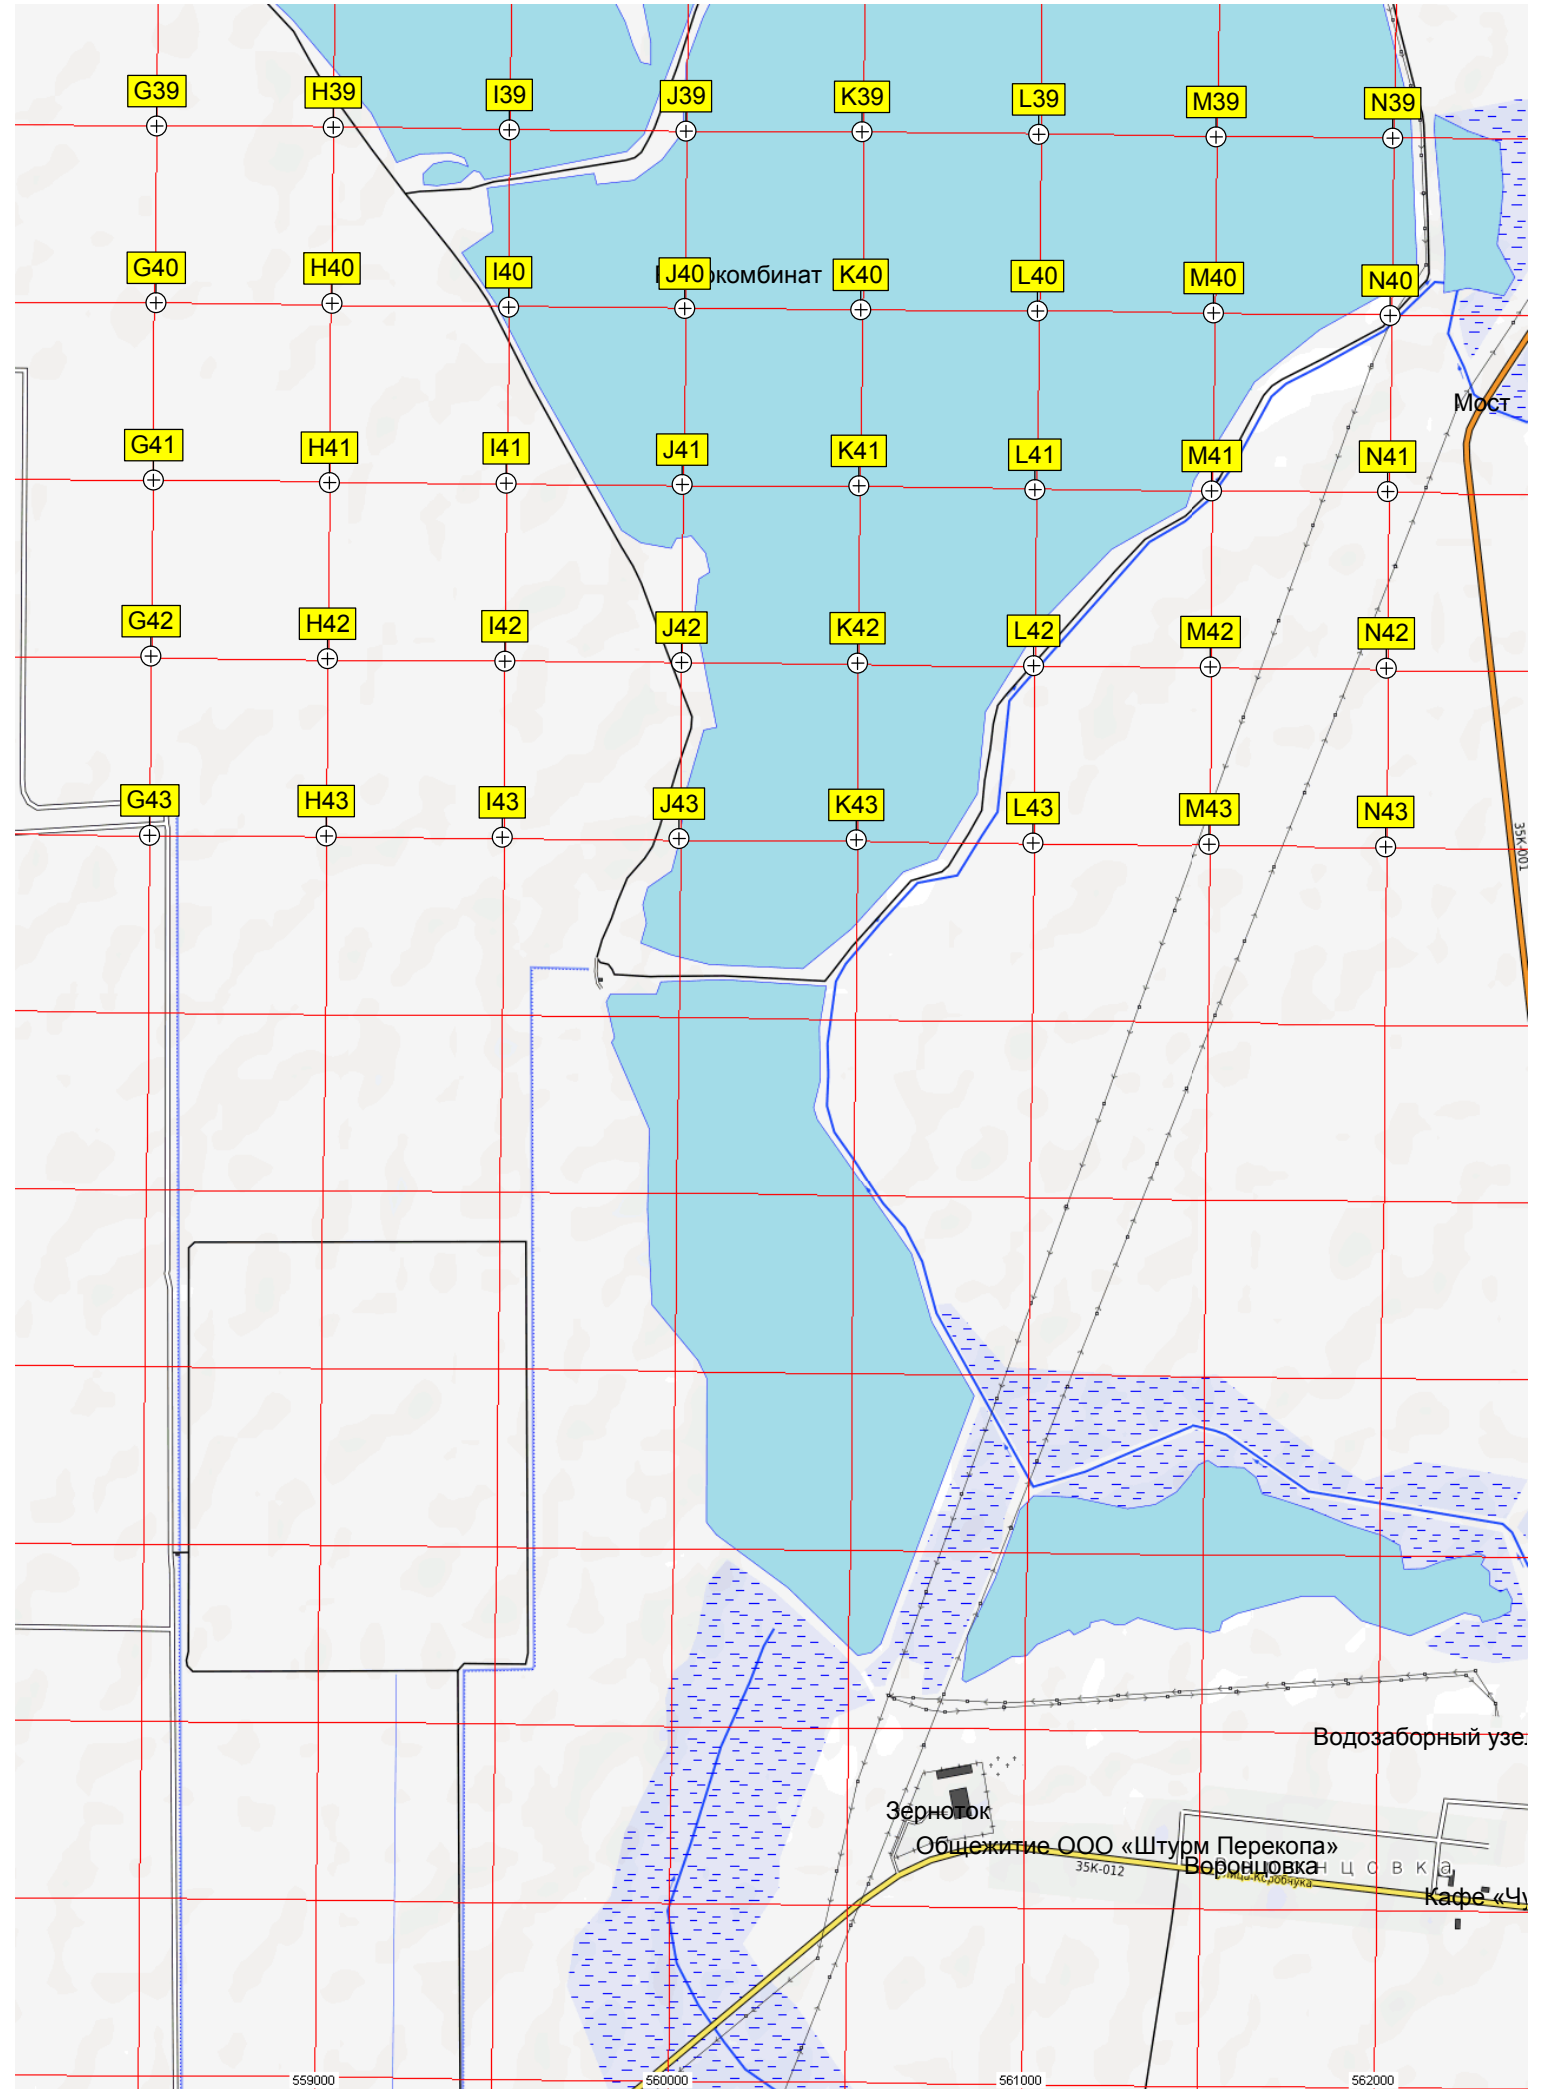 G39 H39 I39 J39 K39 L39 M39 N39
G40 H40 I40 J40 комбинат K40 L40 M40 N40
Мост
G41 H41 I41 J41 K41 L41 M41 N41
G42 H42 I42 J42 K42 L42 M42 N42
G43 H43 I43 J43 K43 L43 M43 N43
35К-001
Водозаборный узе
Зерноток
Общежитие ООО «Штурм Перекопа»
35К-012
Воронцовка
Кафе «Чу
559000 560000 561000 562000